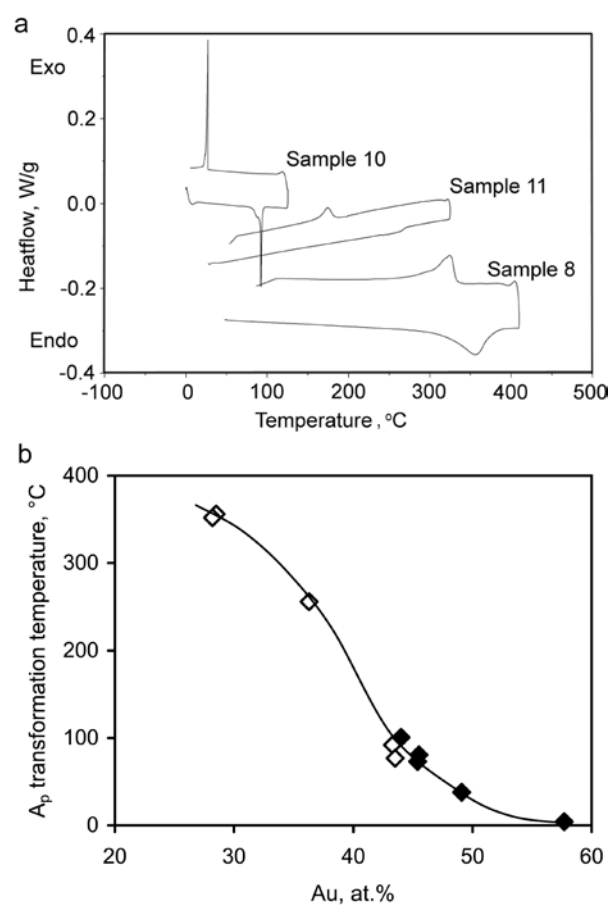 a
Exo
Endo
Heatflow, W/g
0.4
0.2
0.0
-0.2
-0.4
Sample 10
Sample 11
Sample 8
-100
0
100
200
300
400
500
Temperature , °C
b
Ap transformation temperature, °C
400
300
200
100
0
20
30
40
50
60
Au, at.%